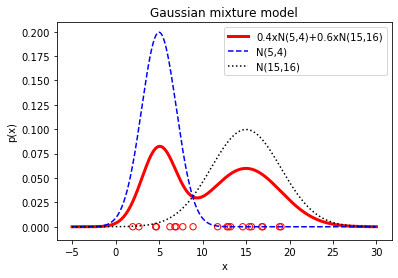 Gaussian mixture model
0.4xN(5,4)+0.6xN(15,16)
N(5,4)
N(15,16)
p(x)
0.200
0.175
0.150
0.125
0.100
0.075
0.050
0.025
0.000
−5 0 5 10 15 20 25 30
x